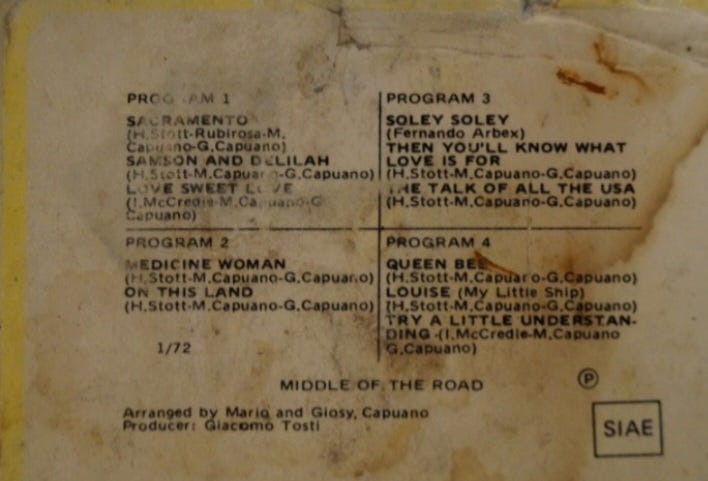 PROGRAM 1
SACRAMENTO
(H.Stott-Rubirosa-M.
Capuano-G.Capuano)
SAMSON AND DELILAH
(H.Stott-M.Capuano-G.Capuano)
LOVE SWEET LOVE
(I.McCredie-M.Capuano-G
Capuano)
PROGRAM 2
MEDICINE WOMAN
(H.Stott-M.Capuano-G.Capuano)
ON THIS LAND
(H.Stott-M.Capuano-G.Capuano)
1/72
PROGRAM 3
SOLEY SOLEY
(Fernando Arbex)
THEN YOU'LL KNOW WHAT
LOVE IS FOR
(H.Stott-M.Capuano-G.Capuano)
THE TALK OF ALL THE USA
(H.Stott-M.Capuano-G.Capuano)
PROGRAM 4
QUEEN BEE
(H.Stott-M.Capuano-G.Capuano)
LOUISE (My Little Ship)
(H.Stott-M.Capuano-G.Capuano)
TRY A LITTLE UNDERSTAN-
DING-(I.McCredie-M.Capuano
G.Capuano)
MIDDLE OF THE ROAD
Ⓟ
Arranged by Mario and Giosy, Capuano
Producer: Giacomo Tosti
SIAE